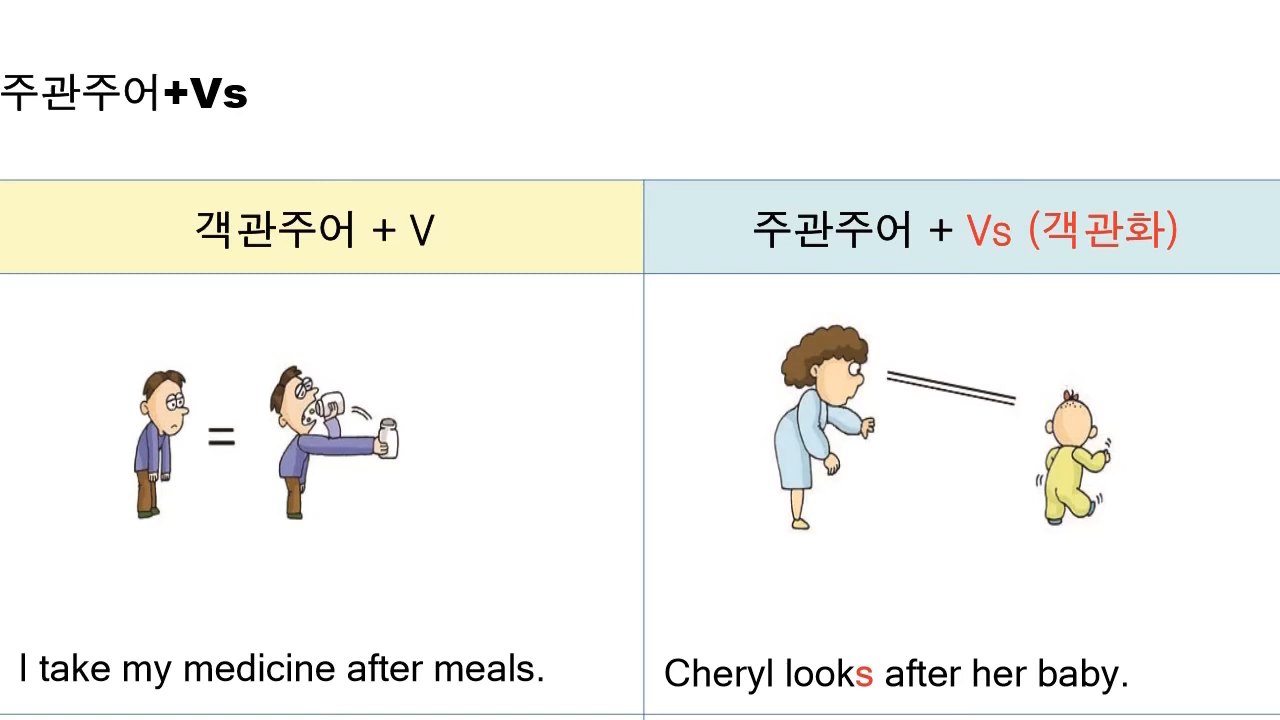 주관주어+Vs
객관주어 + V
주관주어 + Vs (객관화)
=
I take my medicine after meals.
Cheryl looks after her baby.